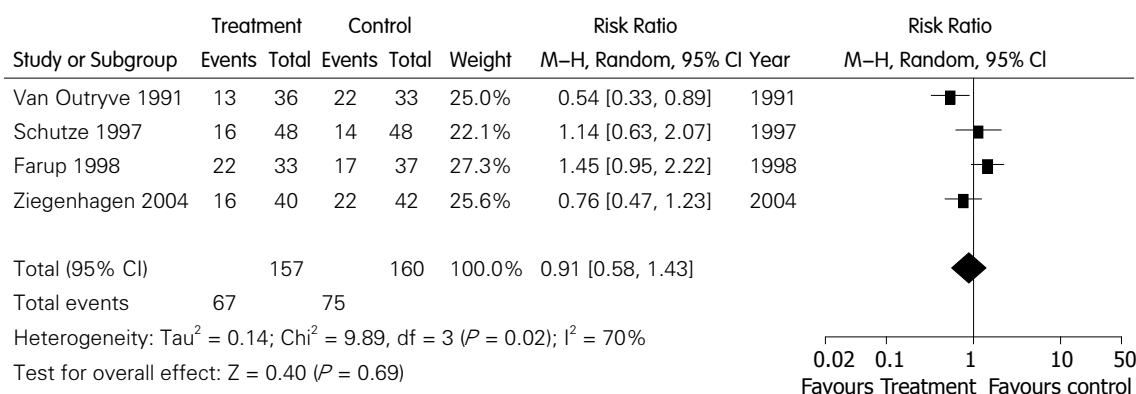 Treatment Control Risk Ratio Risk Ratio
Study or Subgroup Events Total Events Total Weight M–H, Random, 95% CI Year M–H, Random, 95% CI
Van Outryve 1991 13 36 22 33 25.0% 0.54 [0.33, 0.89] 1991
Schutze 1997 16 48 14 48 22.1% 1.14 [0.63, 2.07] 1997
Farup 1998 22 33 17 37 27.3% 1.45 [0.95, 2.22] 1998
Ziegenhagen 2004 16 40 22 42 25.6% 0.76 [0.47, 1.23] 2004
Total (95% CI) 157 160 100.0% 0.91 [0.58, 1.43]
Total events 67 75
Heterogeneity: Tau² = 0.14; Chi² = 9.89, df = 3 (P = 0.02); I² = 70%
Test for overall effect: Z = 0.40 (P = 0.69)
0.02 0.1 1 10 50
Favours Treatment Favours control